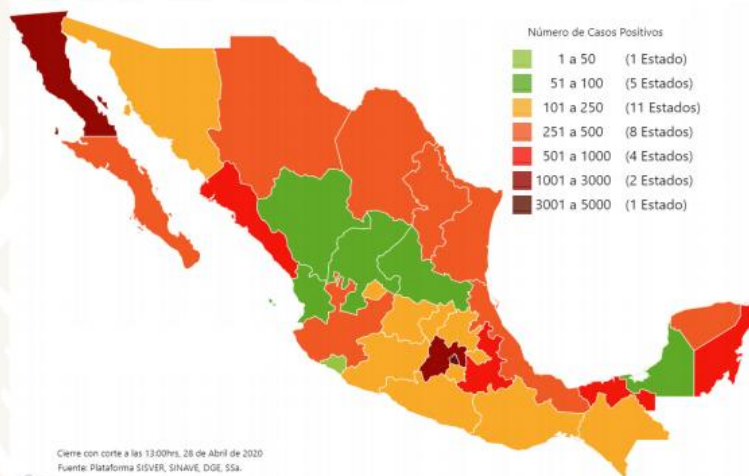 Número de Casos Positivos
1 a 50 (1 Estado)
51 a 100 (5 Estados)
101 a 250 (11 Estados)
251 a 500 (8 Estados)
501 a 1000 (4 Estados)
1001 a 3000 (2 Estados)
3001 a 5000 (1 Estado)
Cierre con corte a las 13:00hrs, 28 de Abril de 2020
Fuente: Plataforma SISVER, SINAVE, DGE, SSa.